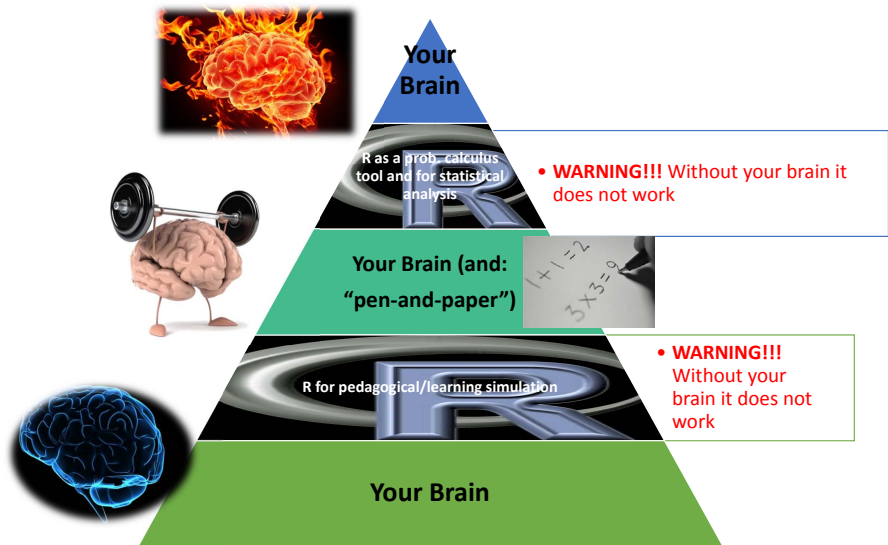 Your
Brain
R as a prob. calculus
tool and for statistical
analysis
• WARNING!!! Without your brain it
does not work
Your Brain (and:
“pen-and-paper”)
1+1=2
3×3=9
R for pedagogical/learning simulation
• WARNING!!!
Without your
brain it does not
work
Your Brain